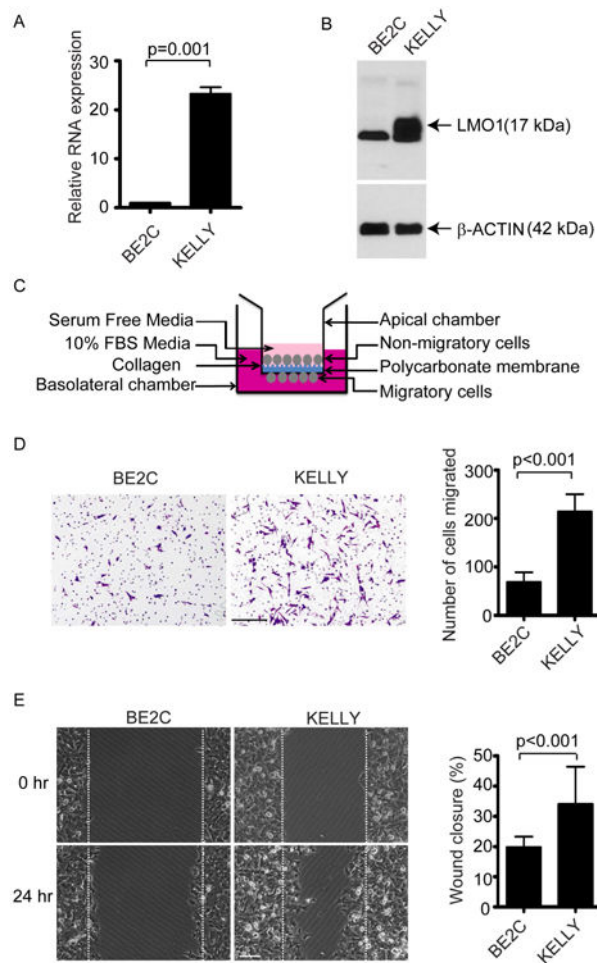 A
Relative RNA expression
30
20
10
0
p=0.001
BE2C
KELLY
B
BE2C
KELLY
LMO1(17 kDa)
β-ACTIN(42 kDa)
C
Serum Free Media
10% FBS Media
Collagen
Basolateral chamber
Apical chamber
Non-migratory cells
Polycarbonate membrane
Migratory cells
D
BE2C
KELLY
Number of cells migrated
300
200
100
0
p<0.001
BE2C
KELLY
E
BE2C
KELLY
0 hr
24 hr
Wound closure (%)
50
40
30
20
10
0
p<0.001
BE2C
KELLY